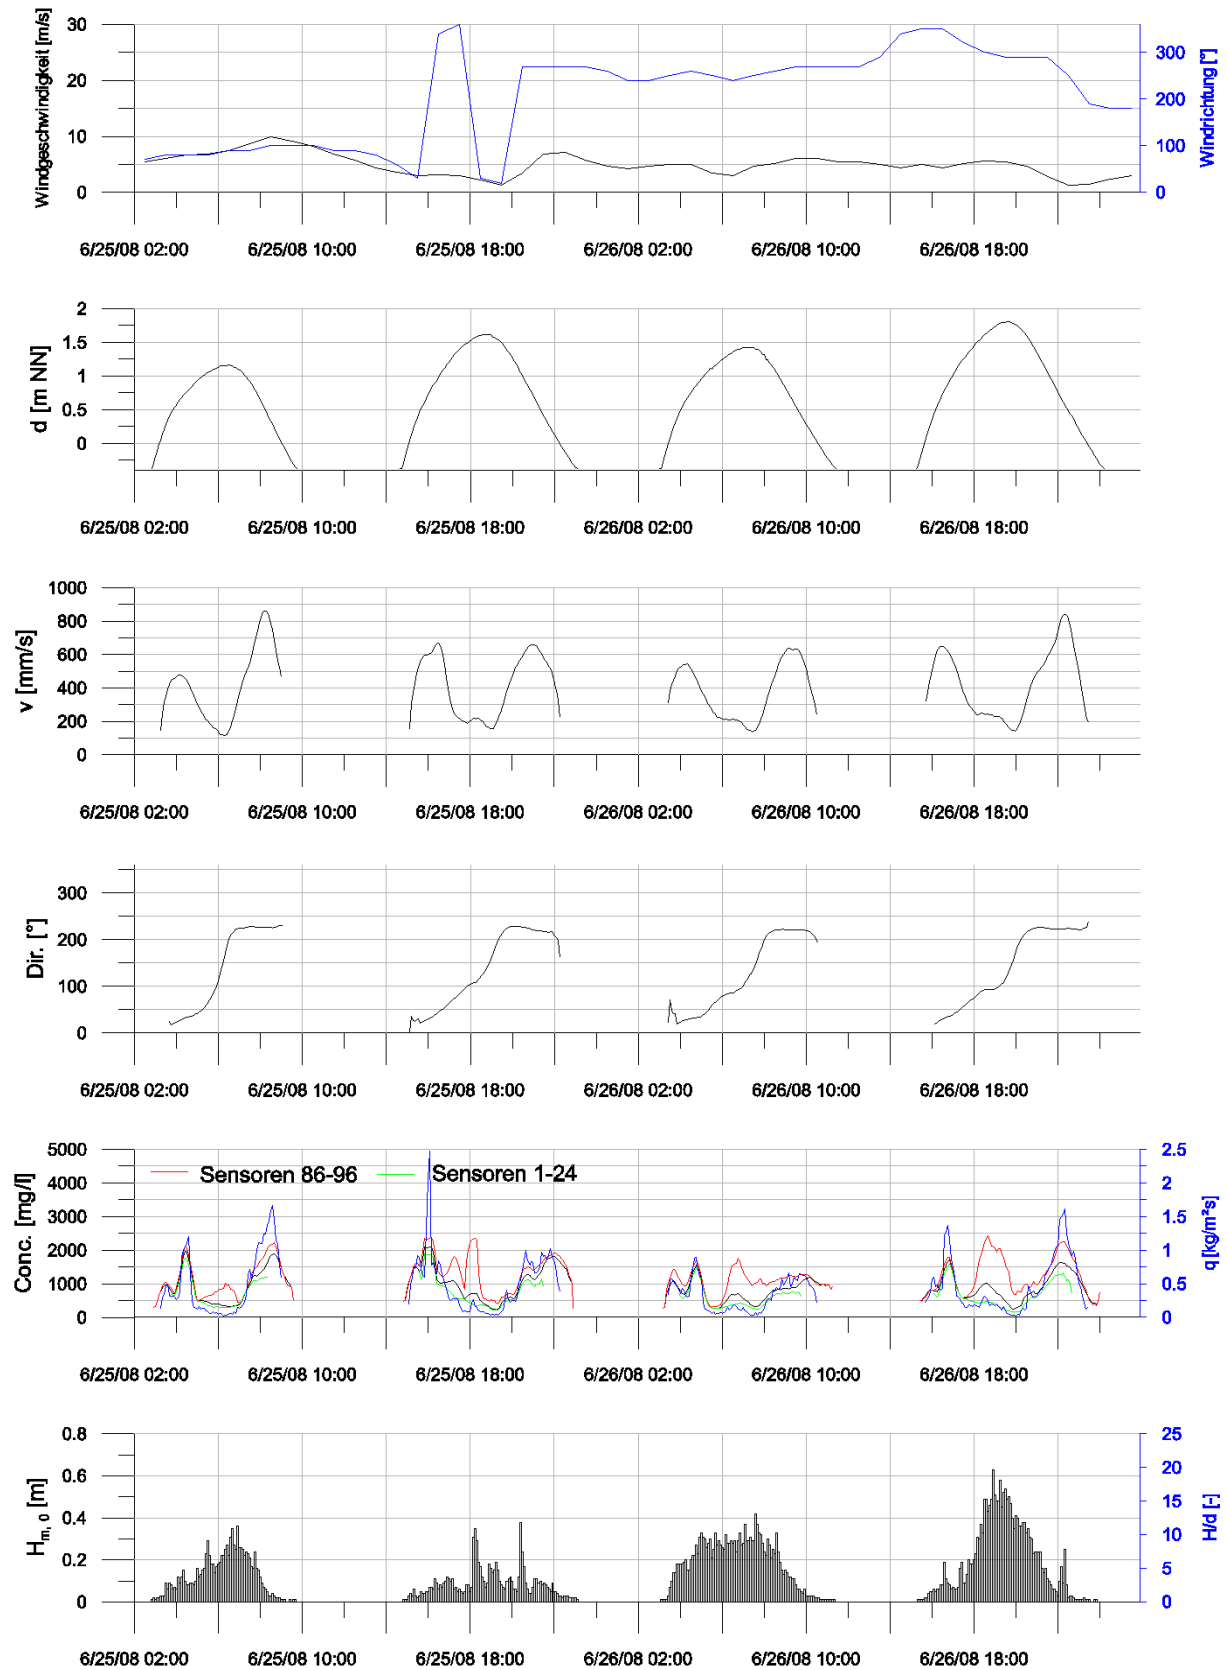 Windgeschwindigkeit [m/s]
30
20
10
0
300
200
100
0
Windrichtung [°]
6/25/08 02:00 6/25/08 10:00 6/25/08 18:00 6/26/08 02:00 6/26/08 10:00 6/26/08 18:00
d [m NN]
2
1.5
1
0.5
0
6/25/08 02:00 6/25/08 10:00 6/25/08 18:00 6/26/08 02:00 6/26/08 10:00 6/26/08 18:00
v [mm/s]
1000
800
600
400
200
0
6/25/08 02:00 6/25/08 10:00 6/25/08 18:00 6/26/08 02:00 6/26/08 10:00 6/26/08 18:00
Dir. [°]
300
200
100
0
6/25/08 02:00 6/25/08 10:00 6/25/08 18:00 6/26/08 02:00 6/26/08 10:00 6/26/08 18:00
Conc. [mg/l]
5000
4000
3000
2000
1000
0
Sensoren 86-96 Sensoren 1-24
2.5
2
1.5
1
0.5
0
q [kg/m²s]
6/25/08 02:00 6/25/08 10:00 6/25/08 18:00 6/26/08 02:00 6/26/08 10:00 6/26/08 18:00
Hm, 0 [m]
0.8
0.6
0.4
0.2
0
25
20
15
10
5
0
H/d [-]
6/25/08 02:00 6/25/08 10:00 6/25/08 18:00 6/26/08 02:00 6/26/08 10:00 6/26/08 18:00